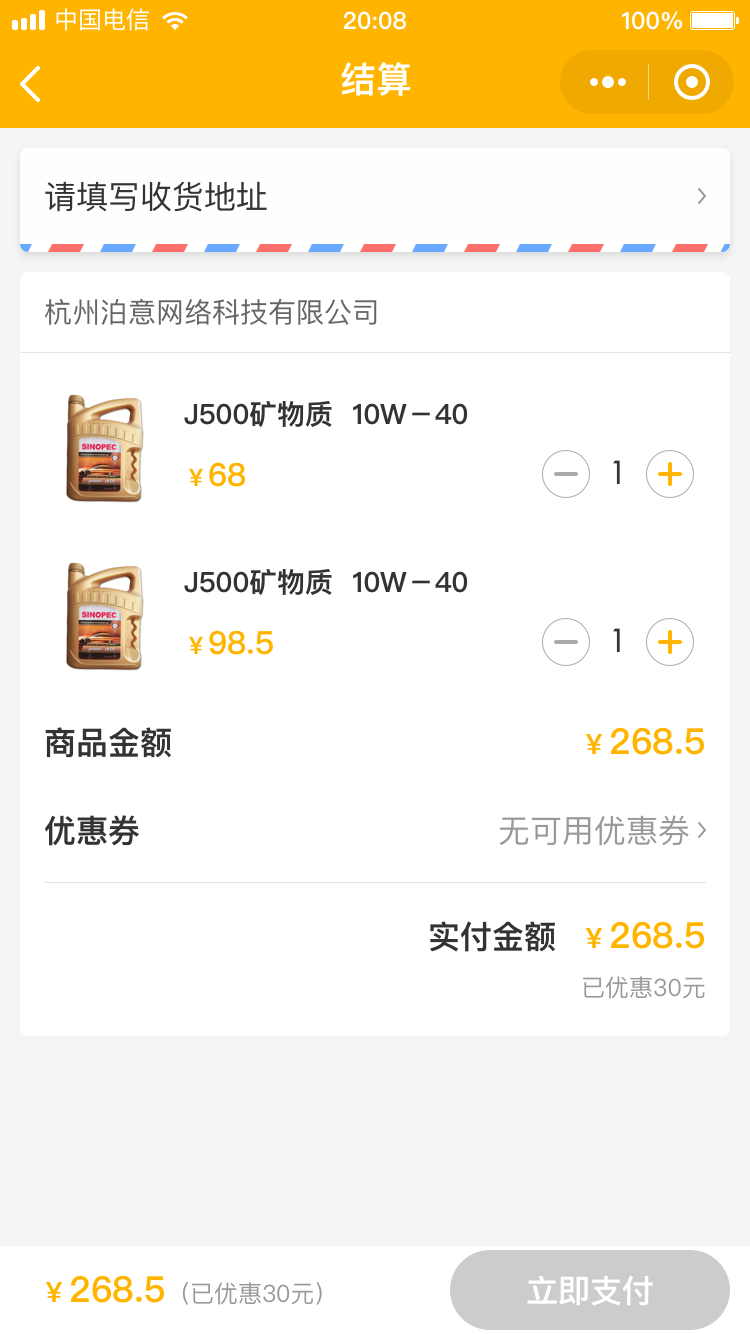 中国电信 20:08 100%
结算
请填写收货地址
杭州泊意网络科技有限公司
J500矿物质 10W－40
SINOPEC
¥68
1
J500矿物质 10W－40
SINOPEC
¥98.5
1
商品金额 ¥268.5
优惠券 无可用优惠券
实付金额 ¥268.5
已优惠30元
¥268.5 (已优惠30元) 立即支付